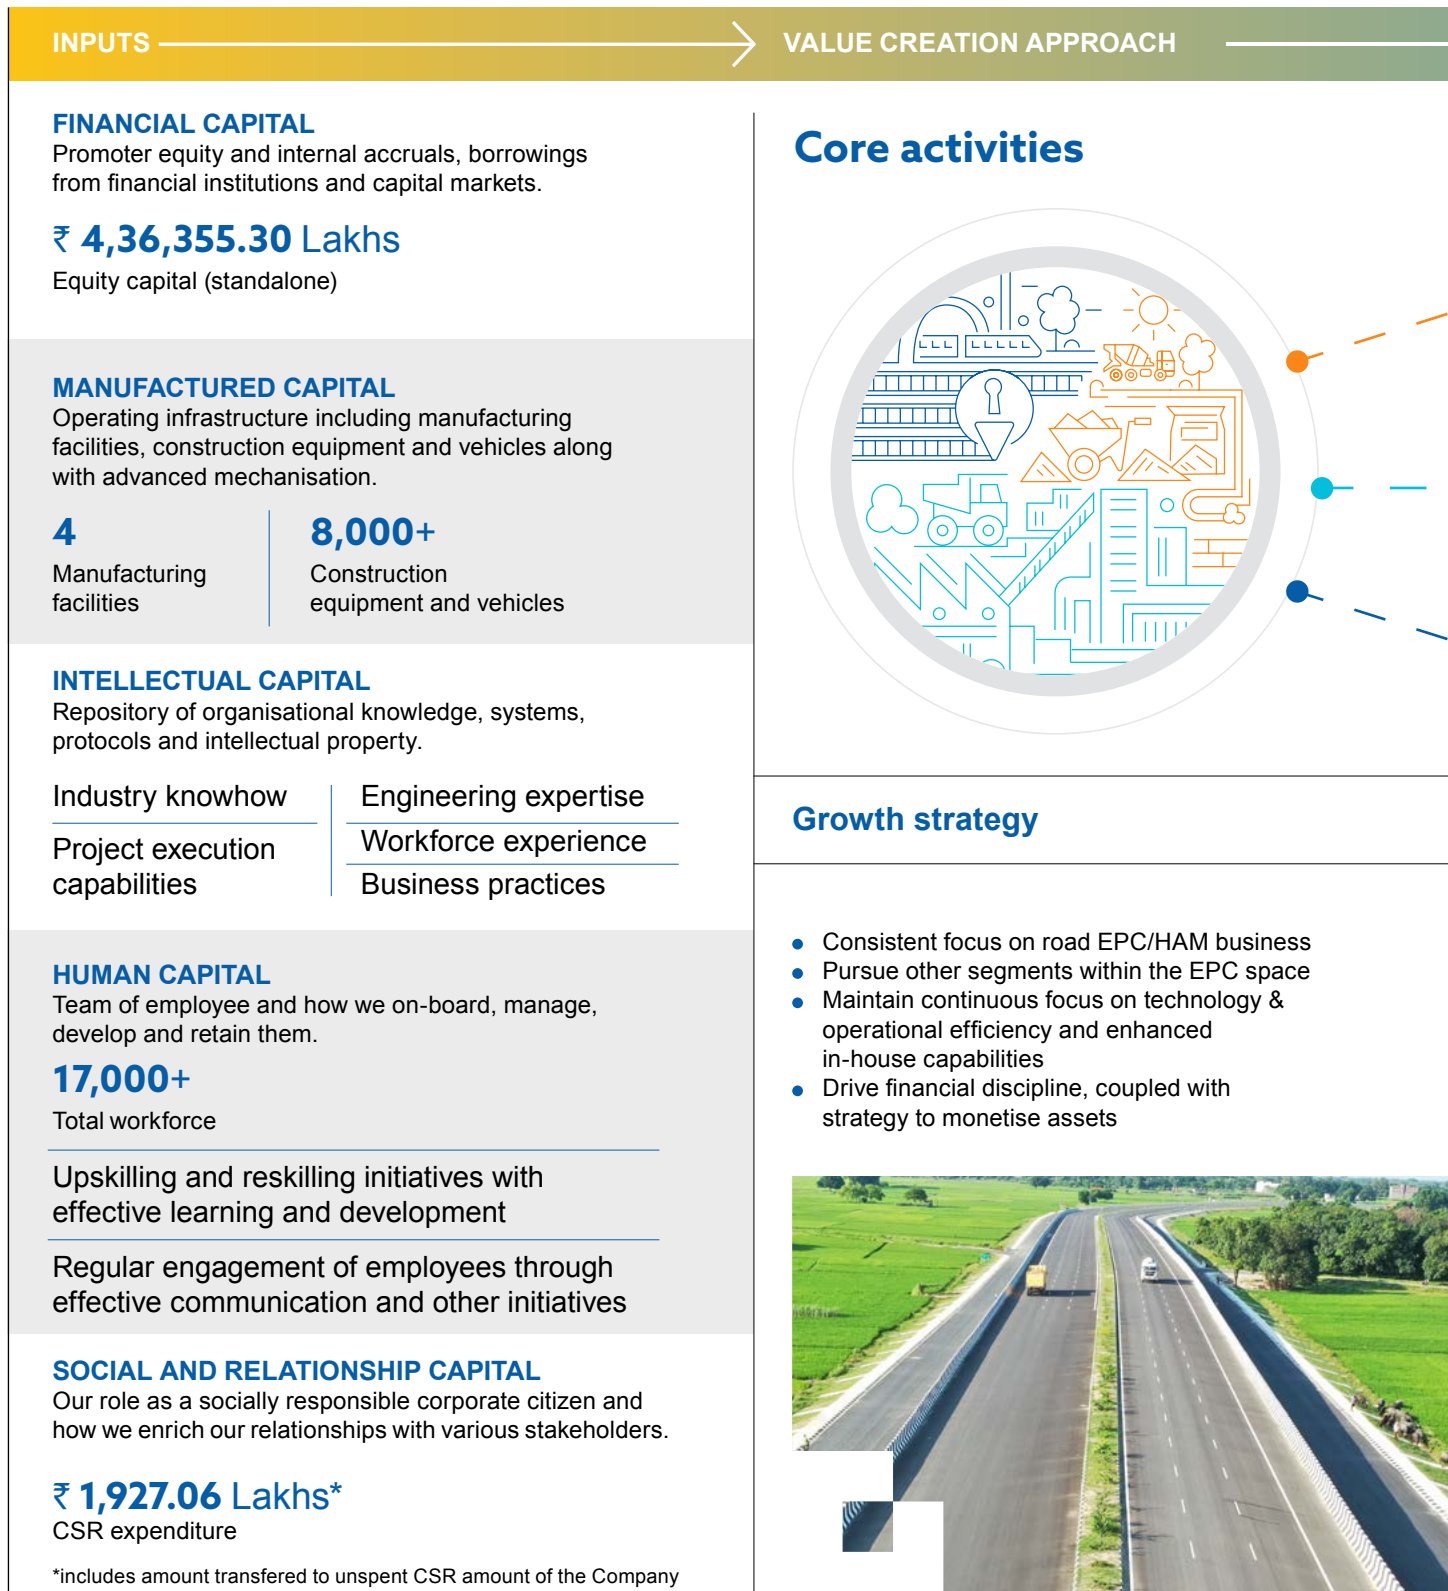 INPUTS
VALUE CREATION APPROACH
FINANCIAL CAPITAL
Promoter equity and internal accruals, borrowings
from financial institutions and capital markets.
₹ 4,36,355.30 Lakhs
Equity capital (standalone)
MANUFACTURED CAPITAL
Operating infrastructure including manufacturing
facilities, construction equipment and vehicles along
with advanced mechanisation.
4
Manufacturing
facilities
8,000+
Construction
equipment and vehicles
INTELLECTUAL CAPITAL
Repository of organisational knowledge, systems,
protocols and intellectual property.
Industry knowhow
Project execution
capabilities
Engineering expertise
Workforce experience
Business practices
HUMAN CAPITAL
Team of employee and how we on-board, manage,
develop and retain them.
17,000+
Total workforce
Upskilling and reskilling initiatives with
effective learning and development
Regular engagement of employees through
effective communication and other initiatives
SOCIAL AND RELATIONSHIP CAPITAL
Our role as a socially responsible corporate citizen and
how we enrich our relationships with various stakeholders.
₹ 1,927.06 Lakhs*
CSR expenditure
*includes amount transfered to unspent CSR amount of the Company
Core activities
Growth strategy
• Consistent focus on road EPC/HAM business
• Pursue other segments within the EPC space
• Maintain continuous focus on technology &
operational efficiency and enhanced
in-house capabilities
• Drive financial discipline, coupled with
strategy to monetise assets